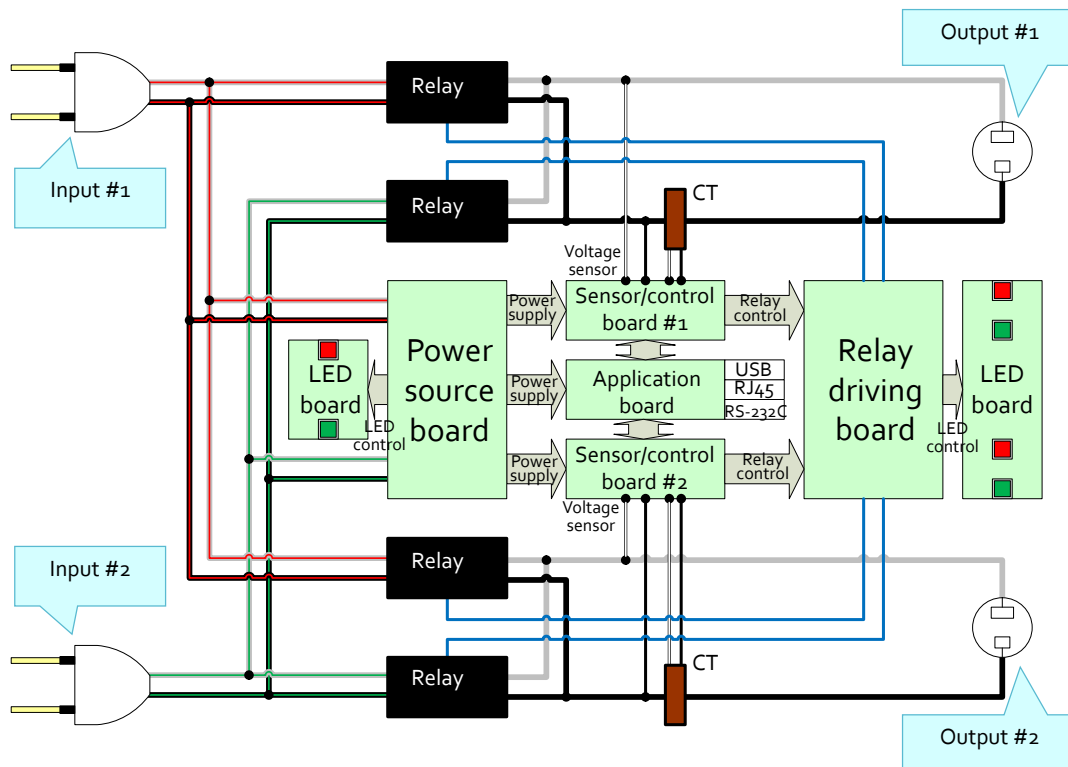 Output #1
Relay
Input #1
Relay
CT
Voltage
sensor
Power
supply
Sensor/control
board #1
Relay
control
Power
source
board
LED
board
LED
control
Power
supply
Application
board
USB
RJ45
RS-232C
Relay
driving
board
LED
control
LED
board
Power
supply
Sensor/control
board #2
Relay
control
Voltage
sensor
Input #2
Relay
Relay
CT
Output #2